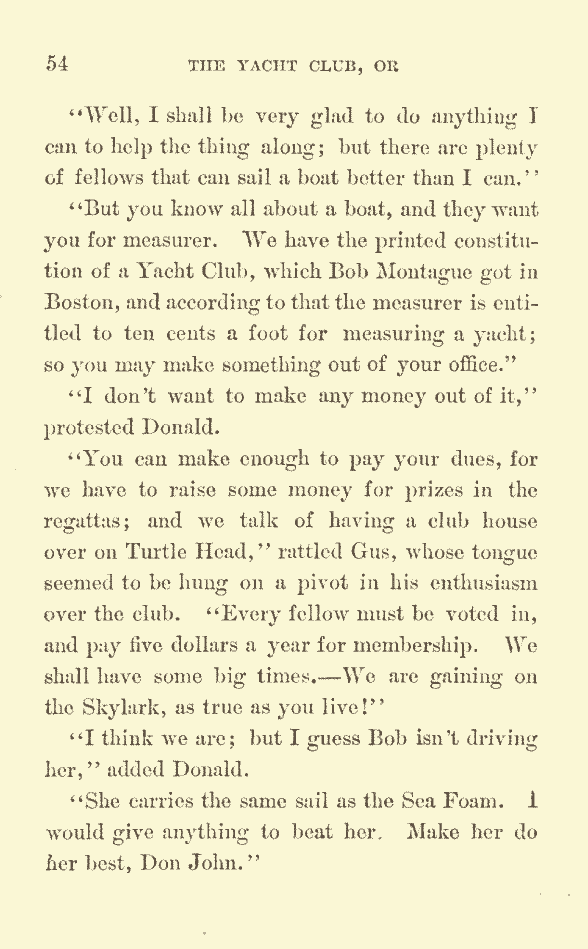 54 THE YACHT CLUB, OR
"Well, I shall be very glad to do anything I
can to help the thing along; but there are plenty
of fellows that can sail a boat better than I can."
"But you know all about a boat, and they want
you for measurer. We have the printed constitu-
tion of a Yacht Club, which Bob Montague got in
Boston, and according to that the measurer is enti-
tled to ten cents a foot for measuring a yacht;
so you may make something out of your office."
"I don't want to make any money out of it,"
protested Donald.
"You can make enough to pay your dues, for
we have to raise some money for prizes in the
regattas; and we talk of having a club house
over on Turtle Head," rattled Gus, whose tongue
seemed to be hung on a pivot in his enthusiasm
over the club. "Every fellow must be voted in,
and pay five dollars a year for membership. We
shall have some big times.—We are gaining on
the Skylark, as true as you live!"
"I think we are; but I guess Bob isn't driving
her," added Donald.
"She carries the same sail as the Sea Foam. I
would give anything to beat her. Make her do
her best, Don John."